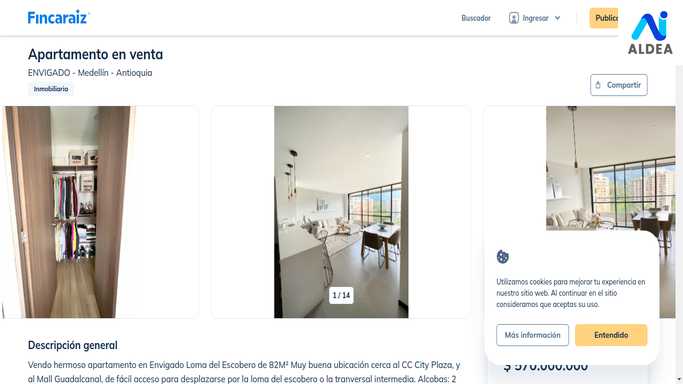 Fincaraiz
Buscador
Ingresar
ALDEA
Apartamento en venta
ENVIGADO - Medellín - Antioquia
Inmobiliario
Compartir
1 / 14
Utilizamos cookies para mejorar tu experiencia en
nuestro sitio web. Al continuar en el sitio
consideramos que aceptas su uso.
Más información
Entendido
$ 570.000.000
Descripción general
Vendo hermoso apartamento en Envigado Loma del Escobero de 82M² Muy buena ubicación cerca al CC City Plaza, y
al Mall Guadalcanal, de fácil acceso para desplazarse por la loma del escobero o la tranversal intermedia. Alcobas: 2